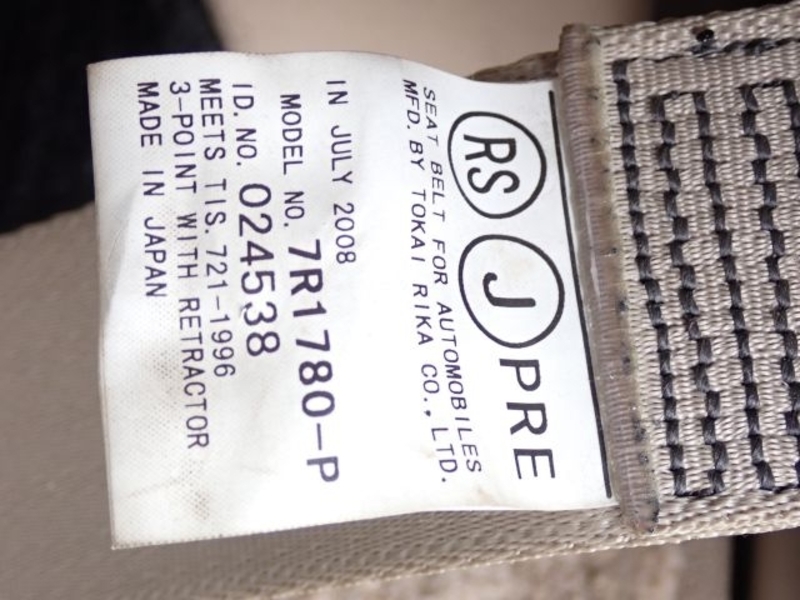 RS J PRE
SEAT BELT FOR AUTOMOBILES
MFD. BY TOKAI RIKA CO., LTD.
IN JULY 2008
MODEL NO. 7R1780-P
ID. NO. 024538
MEETS TIS. 721-1996
3-POINT WITH RETRACTOR
MADE IN JAPAN